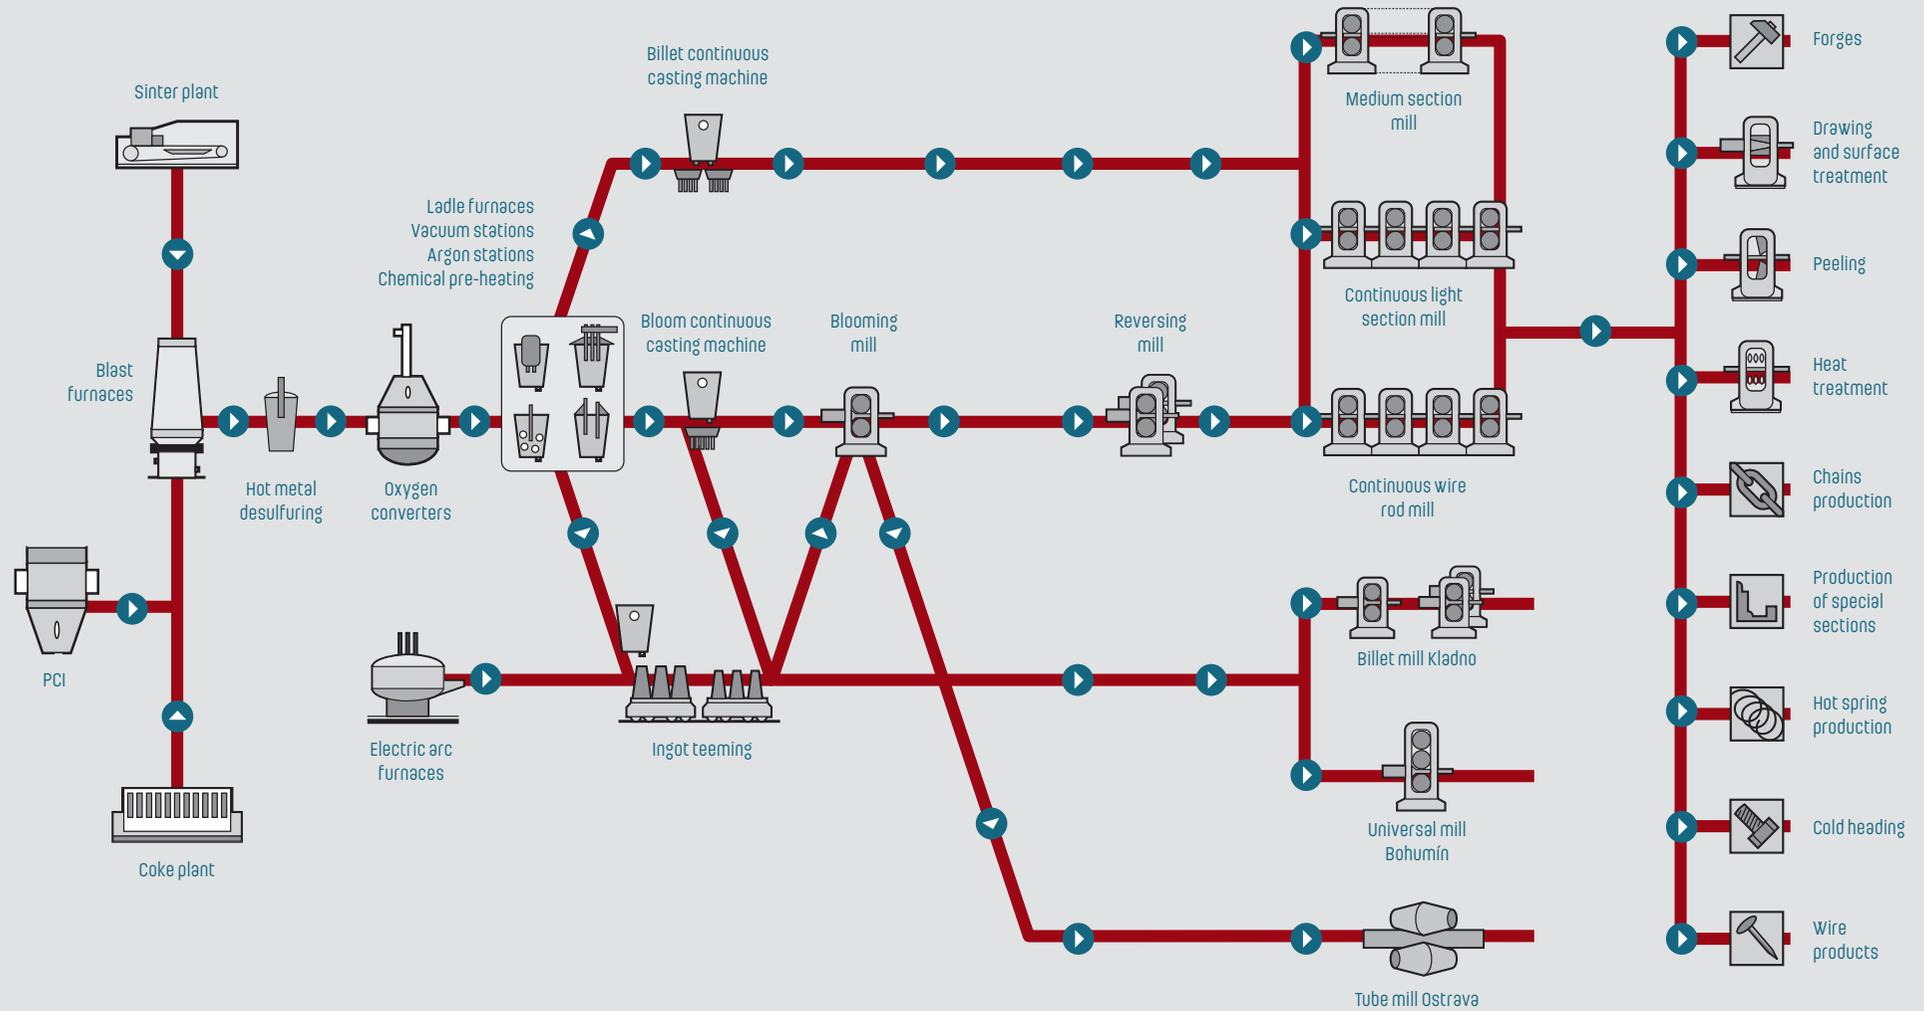 Sinter plant
Blast
furnaces
PCI
Coke plant
Hot metal
desulfuring
Oxygen
converters
Electric arc
furnaces
Ladle furnaces
Vacuum stations
Argon stations
Chemical pre-heating
Billet continuous
casting machine
Bloom continuous
casting machine
Blooming
mill
Reversing
mill
Ingot teeming
Medium section
mill
Continuous light
section mill
Continuous wire
rod mill
Billet mill Kladno
Universal mill
Bohumín
Tube mill Ostrava
Forges
Drawing
and surface
treatment
Peeling
Heat
treatment
Chains
production
Production
of special
sections
Hot spring
production
Cold heading
Wire
products